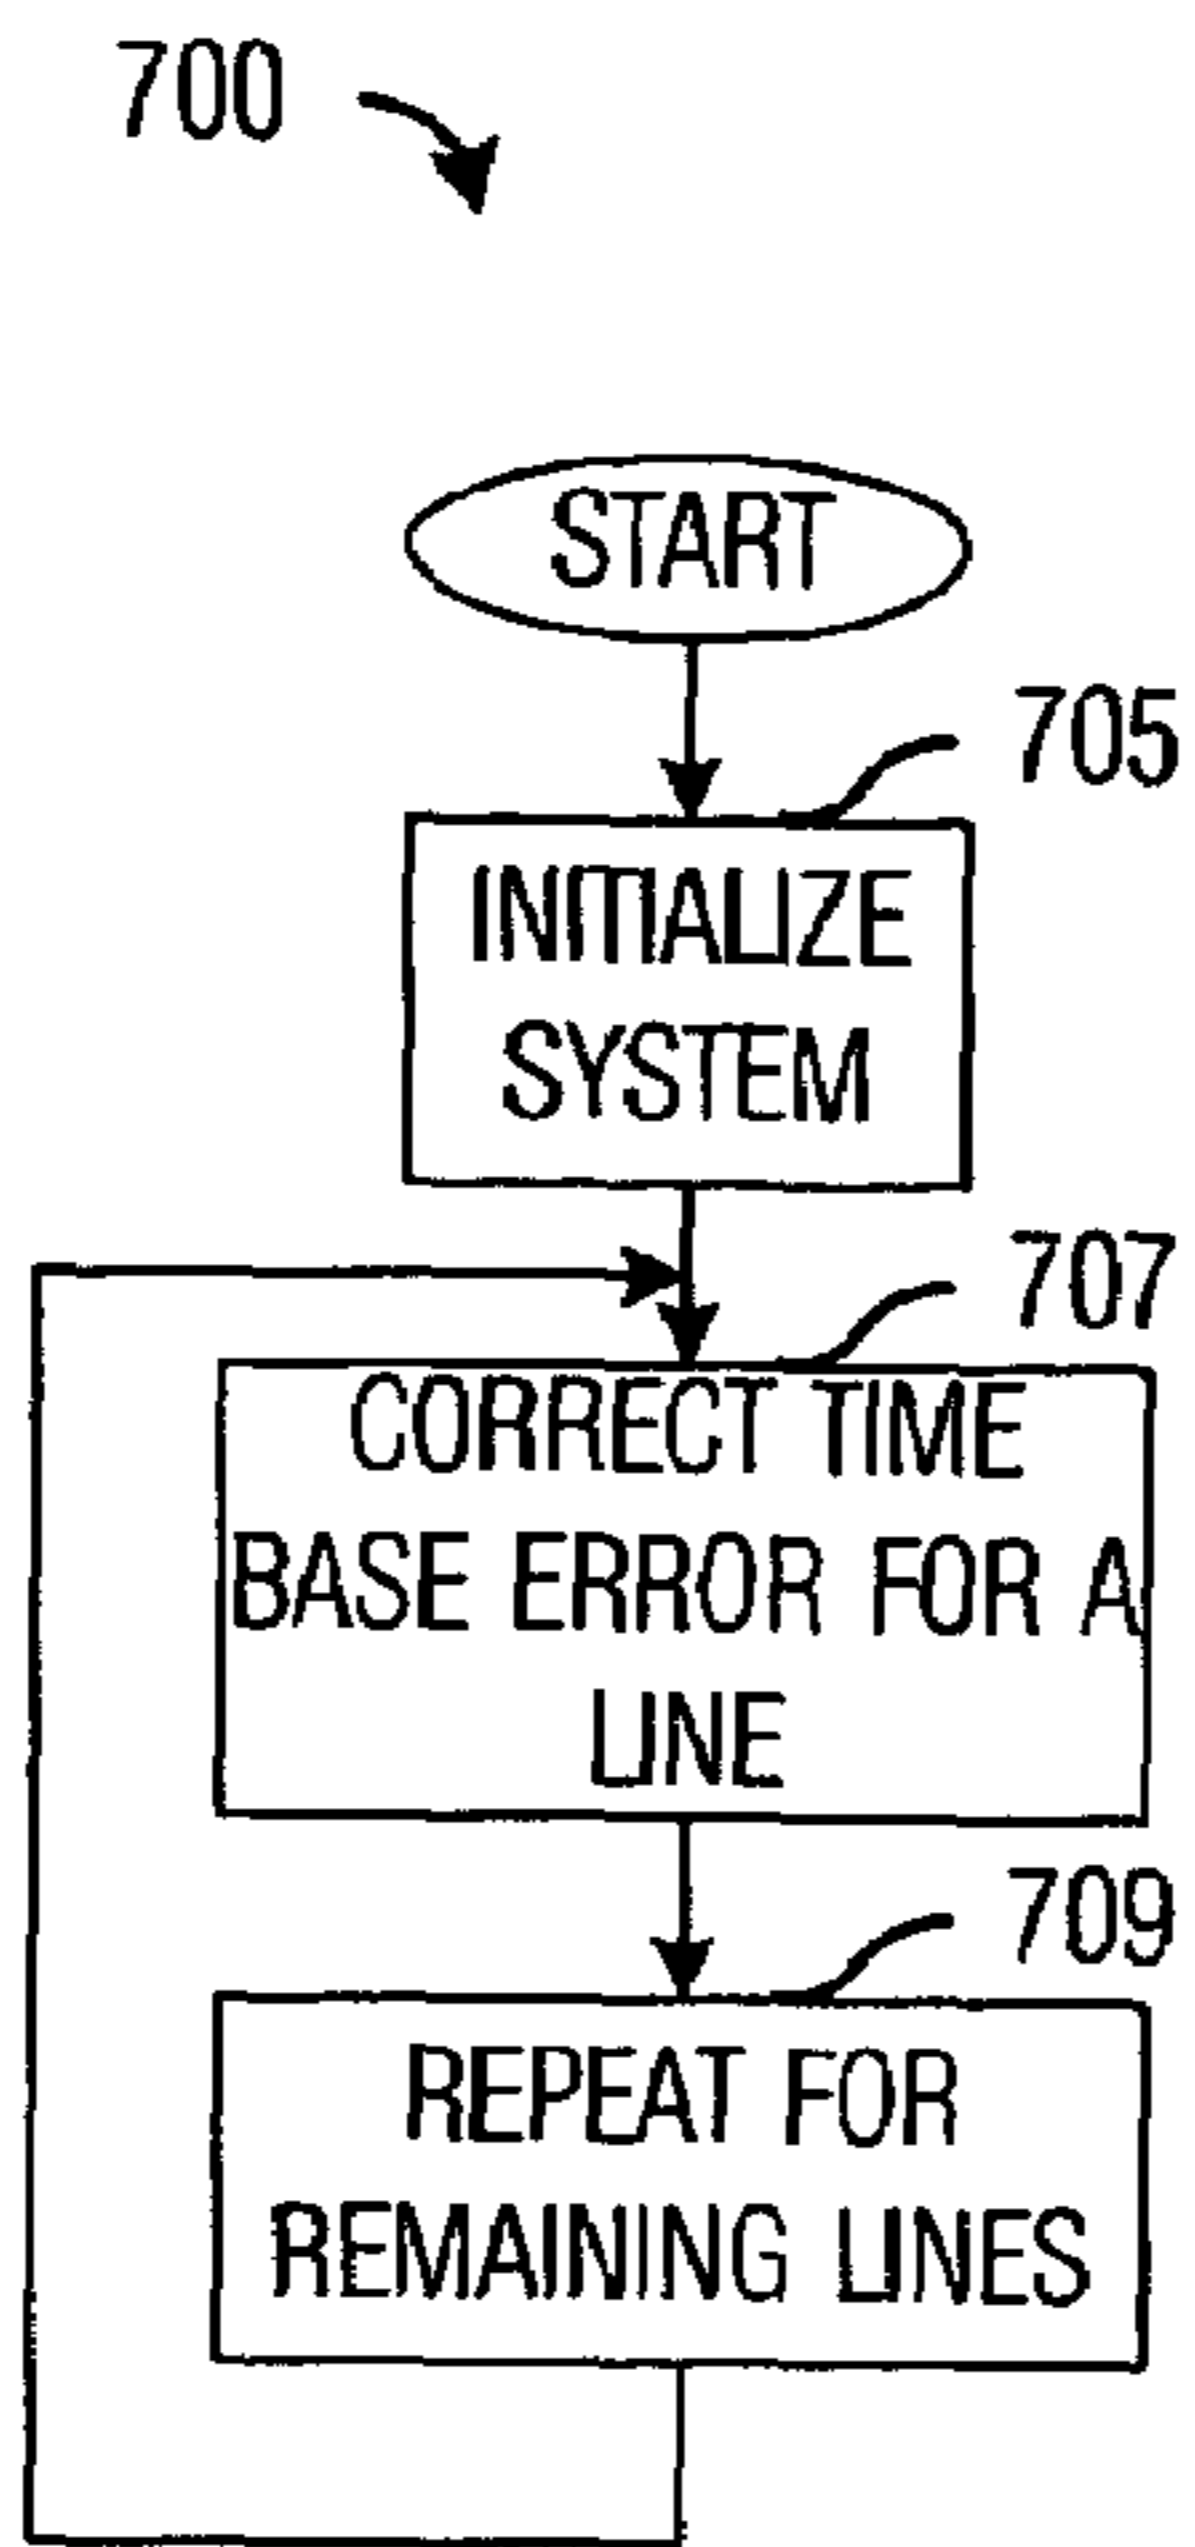 700
START
705
INITIALIZE
SYSTEM
707
CORRECT TIME
BASE ERROR FOR A
LINE
709
REPEAT FOR
REMAINING LINES